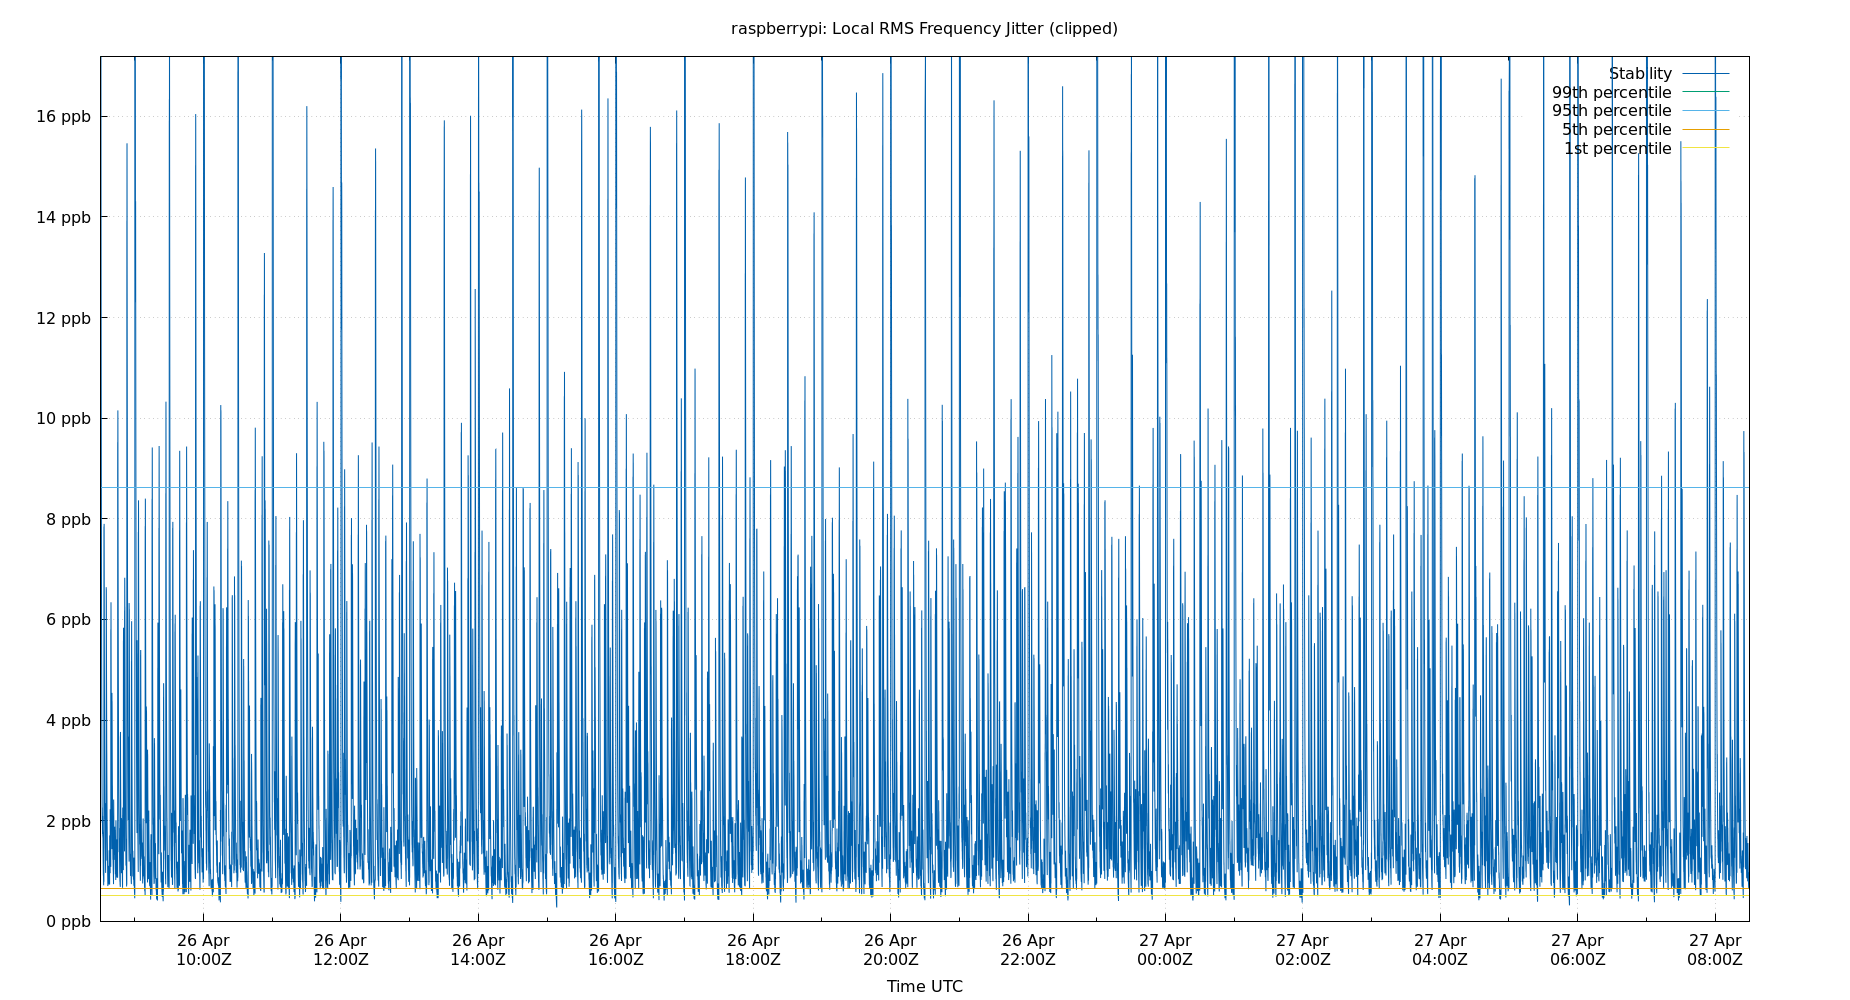 raspberrypi: Local RMS Frequency Jitter (clipped)
Stability
99th percentile
95th percentile
5th percentile
1st percentile
16 ppb
14 ppb
12 ppb
10 ppb
8 ppb
6 ppb
4 ppb
2 ppb
0 ppb
26 Apr 26 Apr 26 Apr 26 Apr 26 Apr 26 Apr 26 Apr 27 Apr 27 Apr 27 Apr 27 Apr 27 Apr
10:00Z 12:00Z 14:00Z 16:00Z 18:00Z 20:00Z 22:00Z 00:00Z 02:00Z 04:00Z 06:00Z 08:00Z
Time UTC